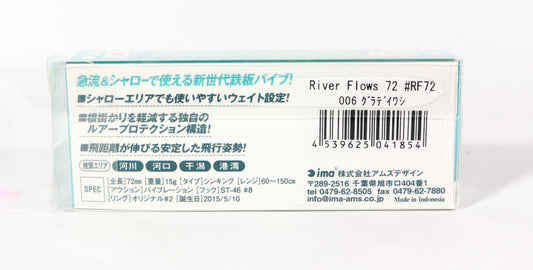 急流&シャローで使える新世代鉄板バイブ!
■シャローエリアでも使いやすいウェイト設定!
■根掛かりを軽減する独自の
ルアープロテクション構造!
■飛距離が伸びる安定した飛行姿勢!
推奨エリア 河川 河口 干潟 港湾
SPEC
[全長]72mm [重量]15g [タイプ]シンキング [レンジ]60〜150cm
[アクション]バイブレーション [フック]ST-46 #8
[リング]オリジナル#2 [誕生日]2015/5/10
River Flows 72 #RF72
006 グラデイワシ
4 539625 041854
ima 株式会社アムズデザイン
〒289-2516 千葉県旭市ロ404番1
tel 0479-62-8505 fax 0479-62-7880
info@ima-ams.co.jp Made in Indonesia